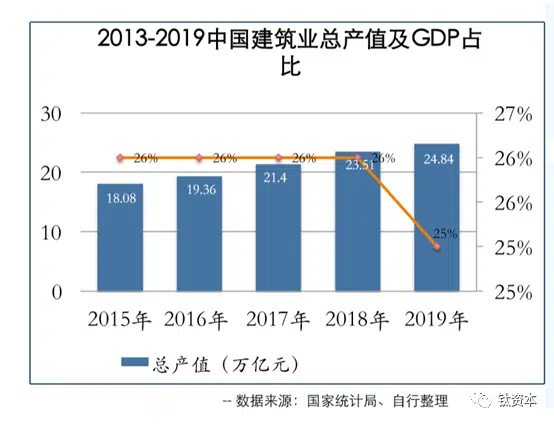 2013-2019中国建筑业总产值及GDP占
比
30 27%
26% 26% 26% 26% 26%
20 18.08 19.36 21.4 23.51 24.84 26%
10 25% 25%
0 25%
2015年 2016年 2017年 2018年 2019年
总产值（万亿元）
-- 数据来源：国家统计局、自行整理
钛资本